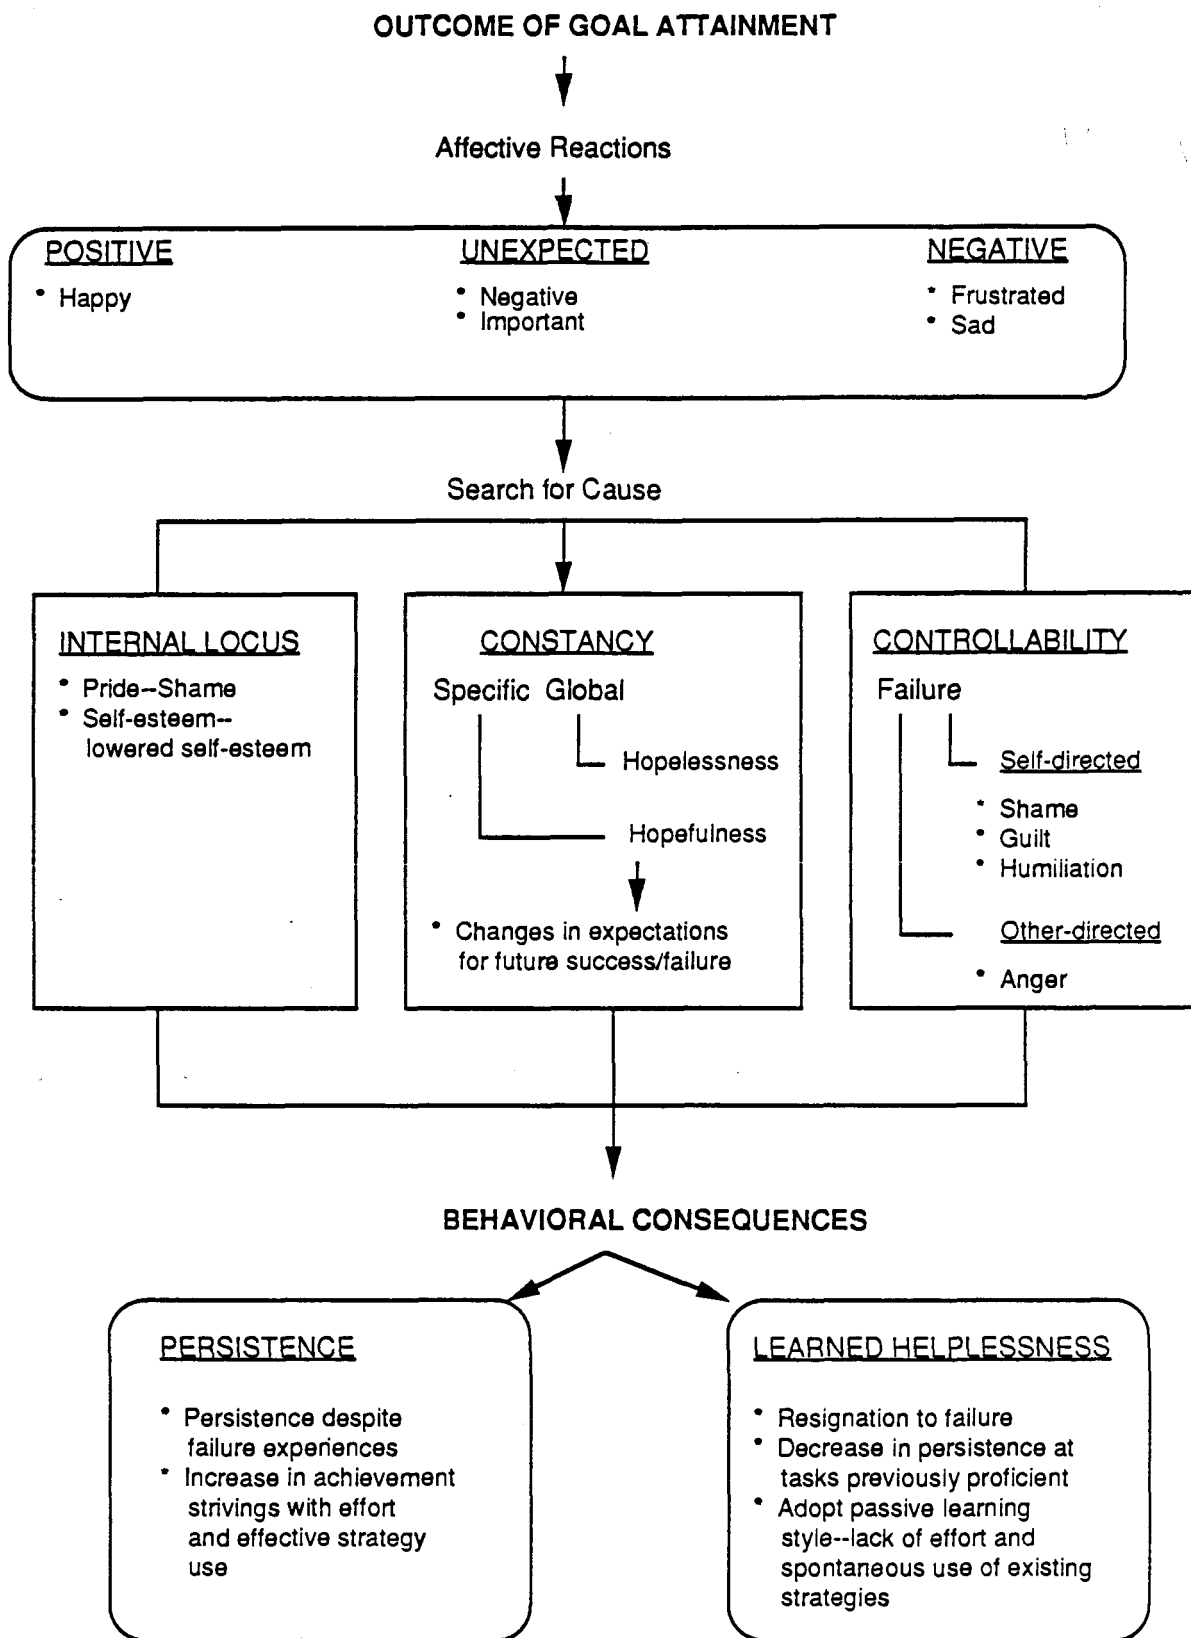 OUTCOME OF GOAL ATTAINMENT
Affective Reactions
POSITIVE
• Happy
UNEXPECTED
• Negative
• Important
NEGATIVE
• Frustrated
• Sad
Search for Cause
INTERNAL LOCUS
• Pride--Shame
• Self-esteem--
lowered self-esteem
CONSTANCY
Specific Global
Hopelessness
Hopefulness
• Changes in expectations
for future success/failure
CONTROLLABILITY
Failure
Self-directed
• Shame
• Guilt
• Humiliation
Other-directed
• Anger
BEHAVIORAL CONSEQUENCES
PERSISTENCE
• Persistence despite
failure experiences
• Increase in achievement
strivings with effort
and effective strategy
use
LEARNED HELPLESSNESS
• Resignation to failure
• Decrease in persistence at
tasks previously proficient
• Adopt passive learning
style--lack of effort and
spontaneous use of existing
strategies